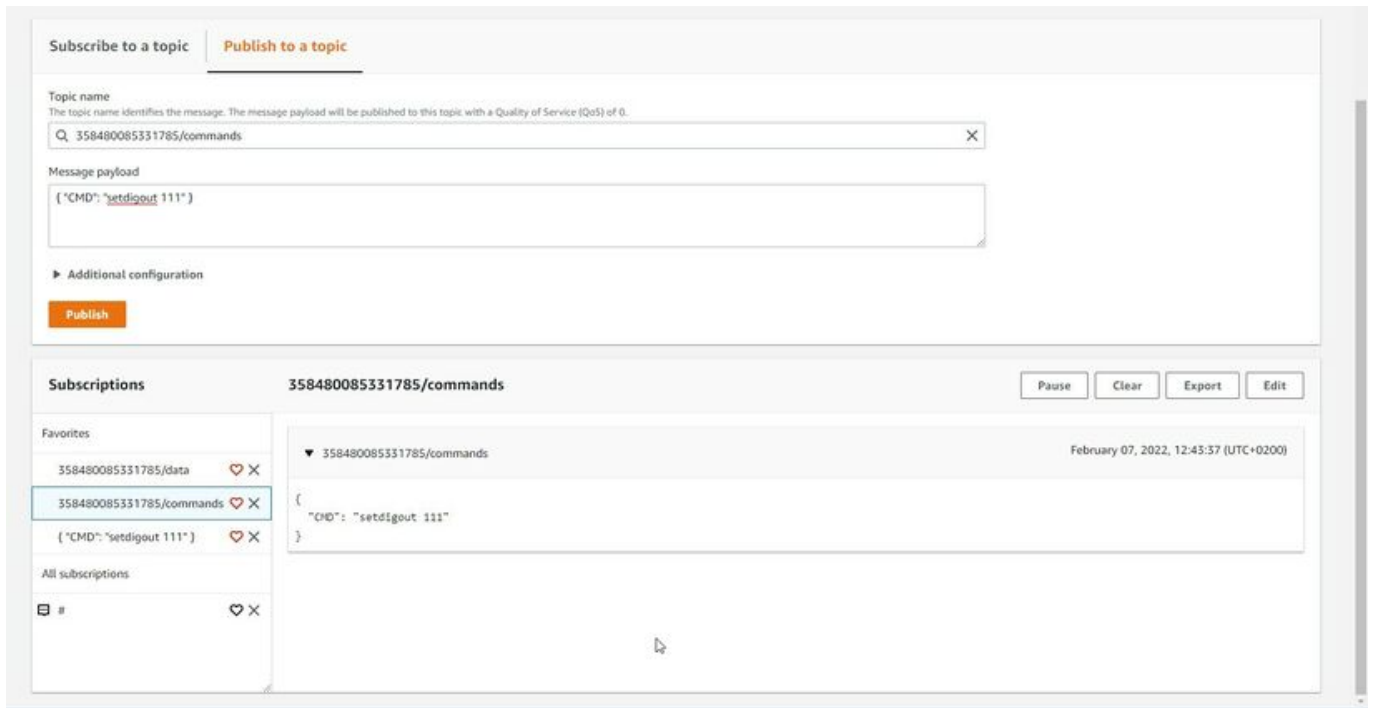 Subscribe to a topic
Publish to a topic
Topic name
The topic name identifies the message. The message payload will be published to this topic with a Quality of Service (QoS) of 0.
358480085331785/commands
Message payload
{ "CMD": "setdigout 111" }
Additional configuration
Publish
Subscriptions
358480085331785/commands
Pause
Clear
Export
Edit
Favorites
358480085331785/data
358480085331785/commands
{ "CMD": "setdigout 111" }
All subscriptions
#
358480085331785/commands
February 07, 2022, 12:43:37 (UTC+0200)
{
"CMD": "setdigout 111"
}